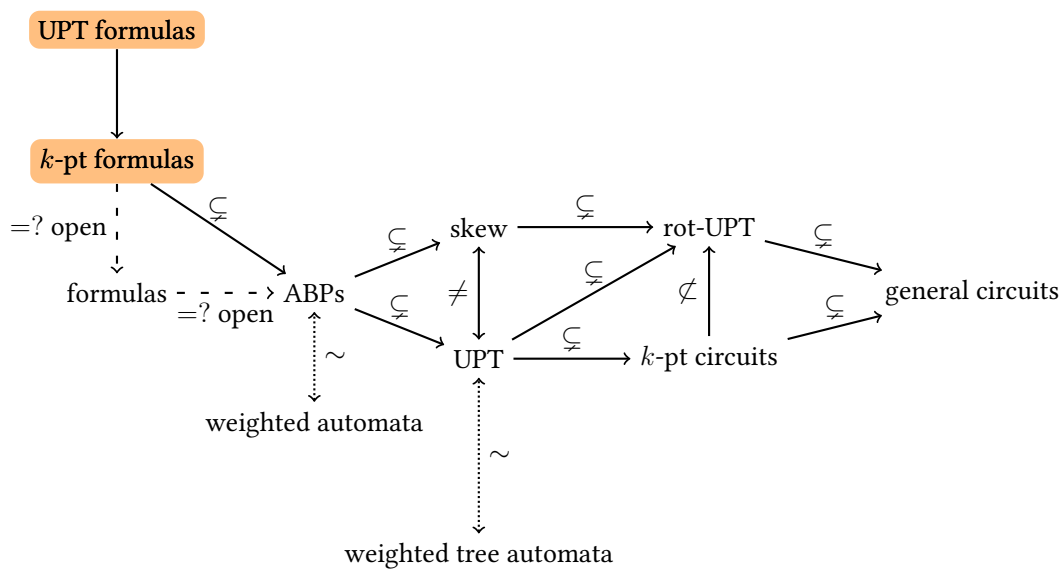 UPT formulas
k-pt formulas
⊊
=? open
skew
⊊
rot-UPT
⊊
⊊
⊊
formulas
=? open
ABPs
≠
⊄
general circuits
⊊
⊊
⊊
UPT
k-pt circuits
∼
weighted automata
∼
weighted tree automata